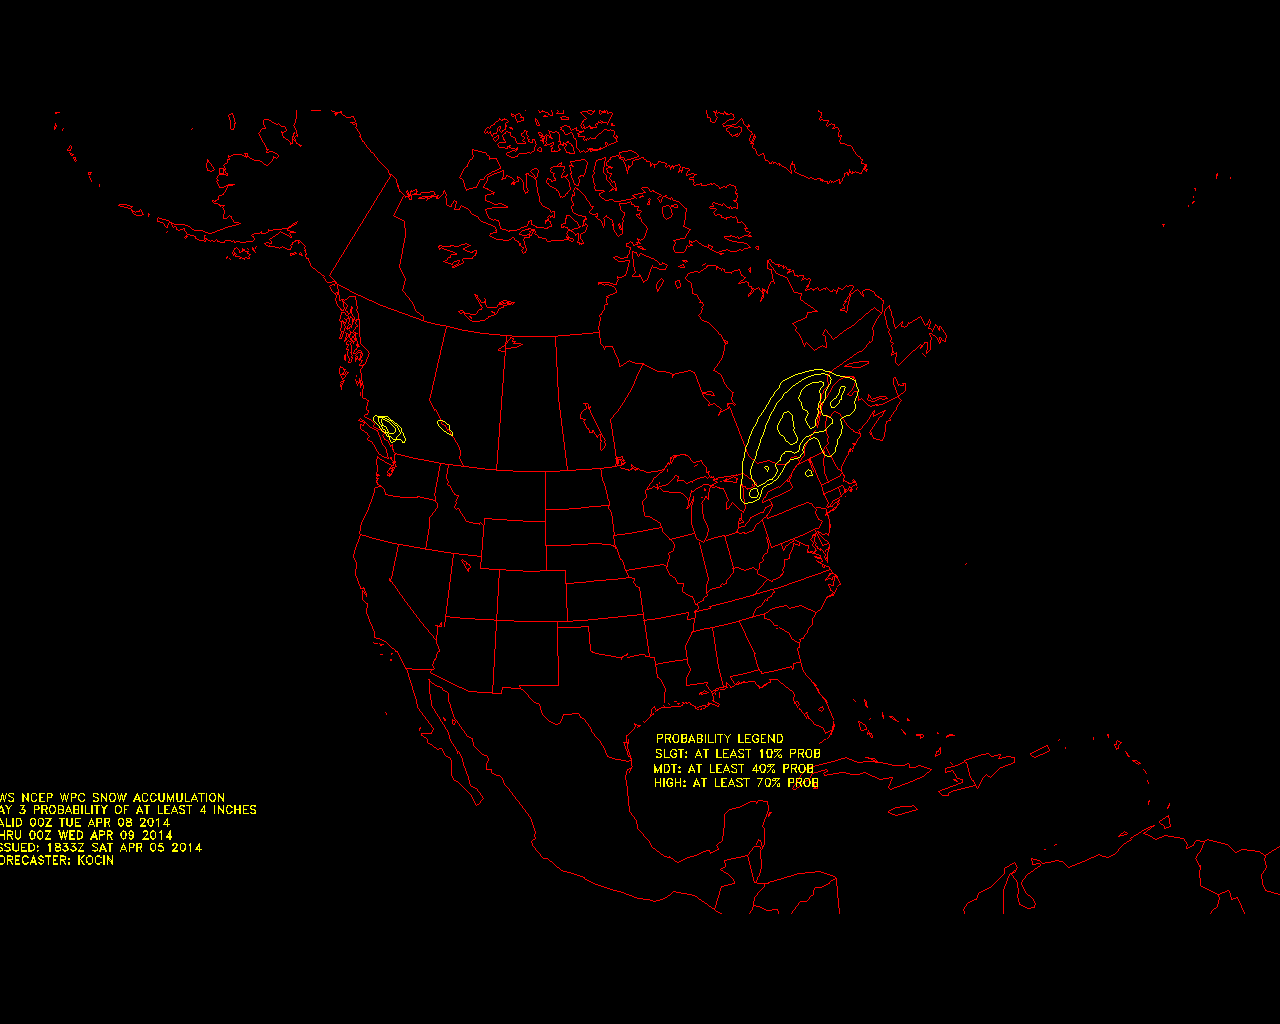 PROBABILITY LEGEND
SLGT: AT LEAST 10% PROB
MDT: AT LEAST 40% PROB
HIGH: AT LEAST 70% PROB
WS NCEP WPC SNOW ACCUMULATION
AY 3 PROBABILITY OF AT LEAST 4 INCHES
ALID 00Z TUE APR 08 2014
HRU 00Z WED APR 09 2014
SSUED: 1833Z SAT APR 05 2014
ORECASTER: KOCIN